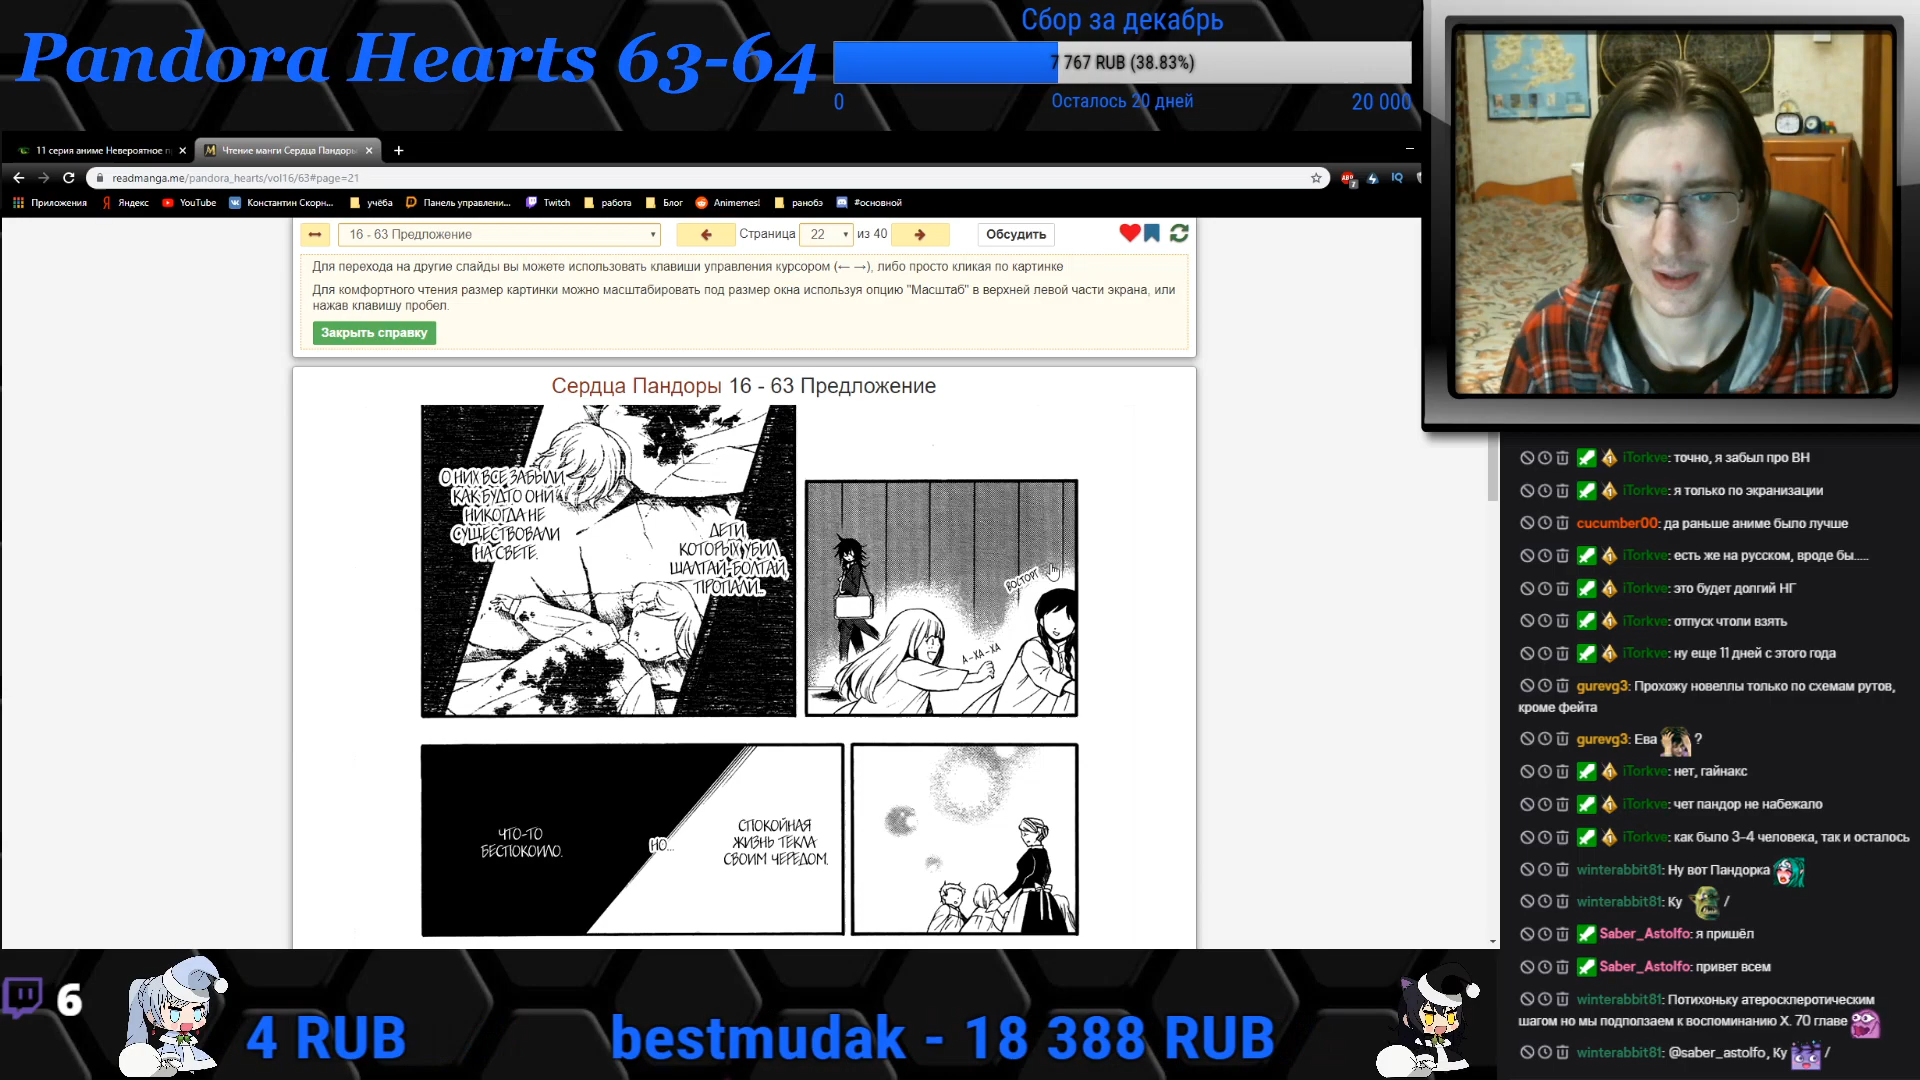 Pandora Hearts 63-64
Сбор за декабрь
7 767 RUB (38.83%)
0
Осталось 20 дней
20 000
11 серия аниме Невероятное п
Чтение манги Сердца Пандоры
readmanga.me/pandora_hearts/vol16/63#page=21
Приложения
Яндекс
YouTube
Константин Скорн...
учёба
Панель управлени...
Twitch
работа
Блог
Animemes!
ранобэ
#основной
16 - 63 Предложение
Страница
22
из 40
Обсудить
Для перехода на другие слайды вы можете использовать клавиши управления курсором (← →), либо просто кликая по картинке
Для комфортного чтения размер картинки можно масштабировать под размер окна используя опцию "Масштаб" в верхней левой части экрана, или
нажав клавишу пробел.
Закрыть справку
Сердца Пандоры 16 - 63 Предложение
О НИХ ВСЕ ЗАБЫЛИ,
КАК БУДТО ОНИ
НИКОГДА НЕ
СУЩЕСТВОВАЛИ
НА СВЕТЕ.
ДЕТИ,
КОТОРЫХ УБИЛ
ШАЛТАЙ-БОЛТАЙ,
ПРОПАЛИ...
ВОСТОРГ
А-ХА-ХА
ЧТО-ТО
БЕСПОКОИЛО.
НО...
СПОКОЙНАЯ
ЖИЗНЬ ТЕКЛА
СВОИМ ЧЕРЕДОМ.
iTorkve: точно, я забыл про ВН
iTorkve: я только по экранизации
cucumber00: да раньше аниме было лучше
iTorkve: есть же на русском, вроде бы.....
iTorkve: это будет долгий НГ
iTorkve: отпуск чтоли взять
iTorkve: ну еще 11 дней с этого года
gurevg3: Прохожу новеллы только по схемам рутов,
кроме фейта
gurevg3: Ева ?
iTorkve: нет, гайнакс
iTorkve: чет пандор не набежало
iTorkve: как было 3-4 человека, так и осталось
winterabbit81: Ну вот Пандорка
winterabbit81: Ку /
Saber_Astolfo: я пришёл
Saber_Astolfo: привет всем
winterabbit81: Потихоньку атеросклеротическим
шагом но мы подползаем к воспоминанию Х. 70 главе
winterabbit81: @saber_astolfo, Ку /
6
4 RUB
bestmudak - 18 388 RUB